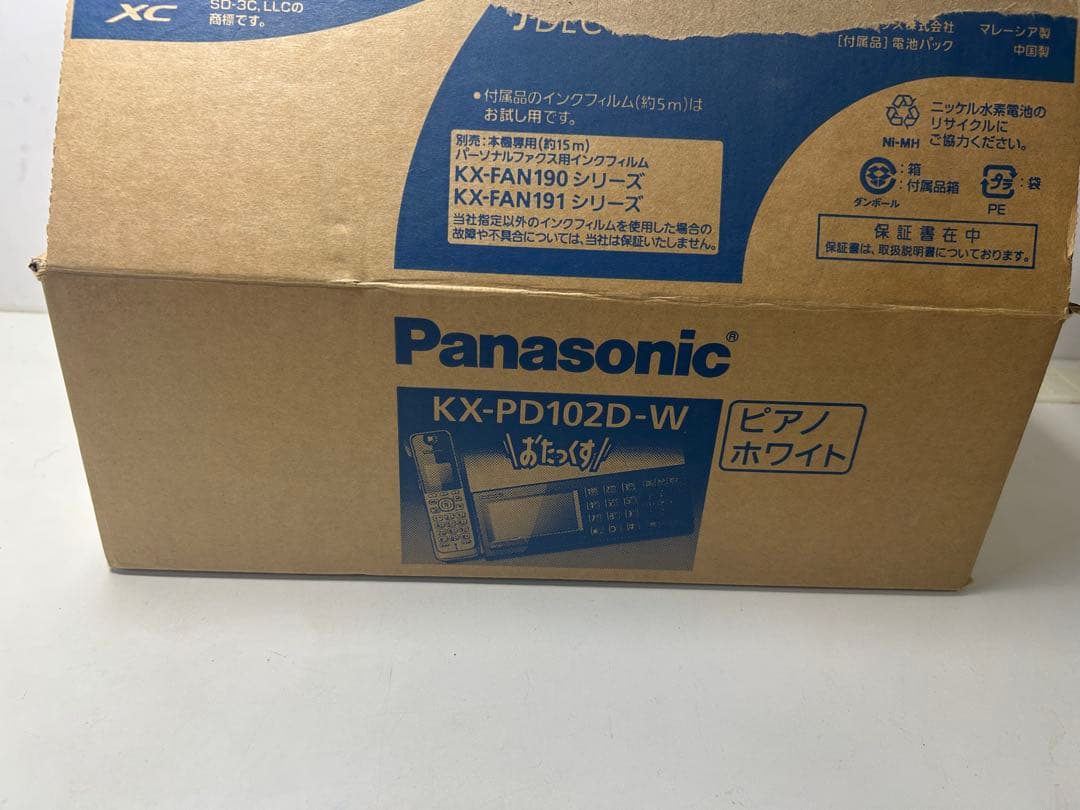 XC
SD-3C, LLCの
商標です。
株式会社
マレーシア製
[付属品]電池パック
中国製
•付属品のインクフィルム(約5m)は
お試し用です。
別売:本機専用(約15m)
パーソナルファクス用インクフィルム
KX-FAN190 シリーズ
KX-FAN191 シリーズ
当社指定以外のインクフィルムを使用した場合の
故障や不具合については、当社は保証いたしません。
Ni-MH
ニッケル水素電池の
リサイクルに
ご協力ください。
ダンボール
:箱
:付属品箱
プラ
PE
:袋
保証書在中
保証書は、取扱説明書についております。
Panasonic®
KX-PD102D-W
おたっくす
ピアノ
ホワイト